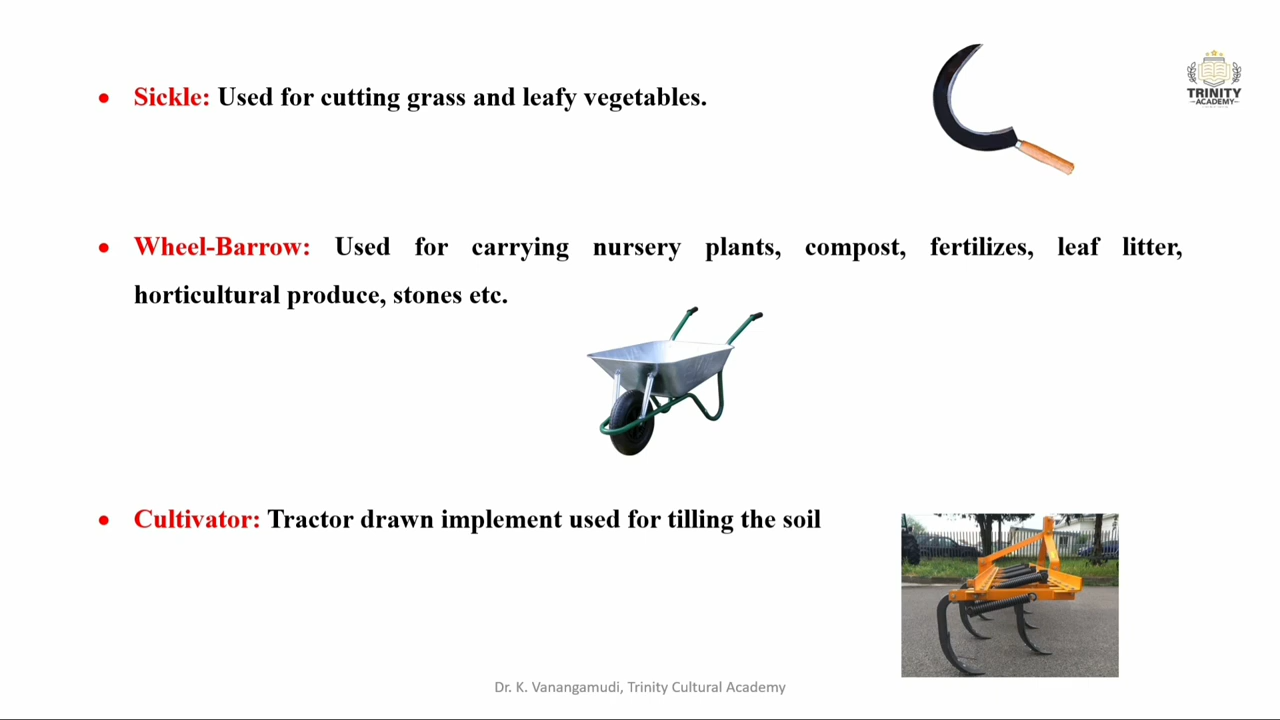 • Sickle: Used for cutting grass and leafy vegetables.
TRINITY
ACADEMY
• Wheel-Barrow: Used for carrying nursery plants, compost, fertilizes, leaf litter,
horticultural produce, stones etc.
• Cultivator: Tractor drawn implement used for tilling the soil
Dr. K. Vanangamudi, Trinity Cultural Academy